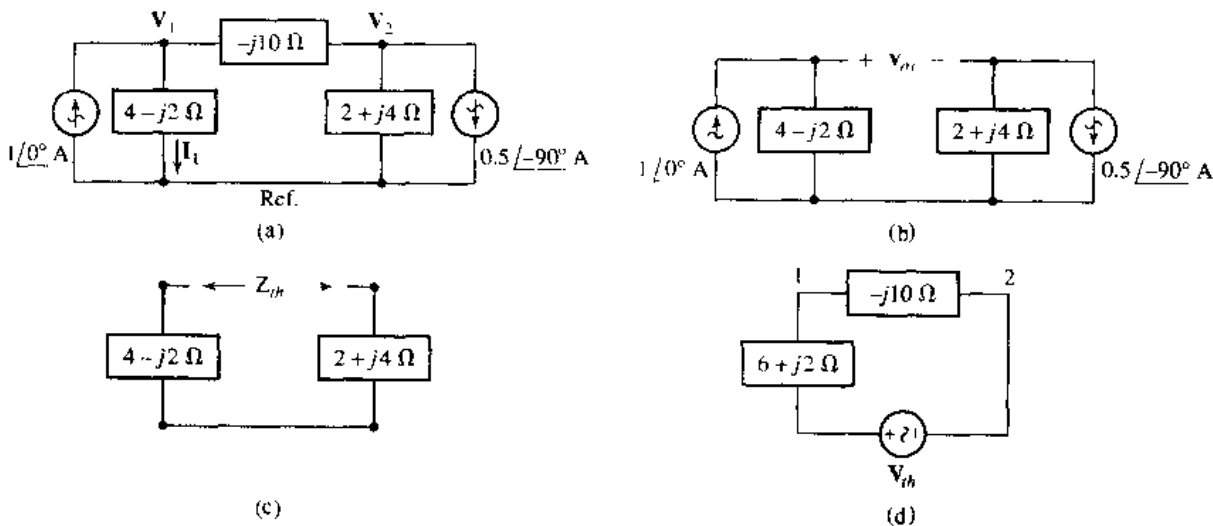 V₁
V₂
–j10 Ω
4 – j2 Ω
2 + j4 Ω
1/0° A
I₁
0.5/–90° A
Ref.
(a)
+ V –
4 – j2 Ω
2 + j4 Ω
1/0° A
0.5/–90° A
(b)
Z_th
4 – j2 Ω
2 + j4 Ω
(c)
1
2
–j10 Ω
6 + j2 Ω
V_th
(d)